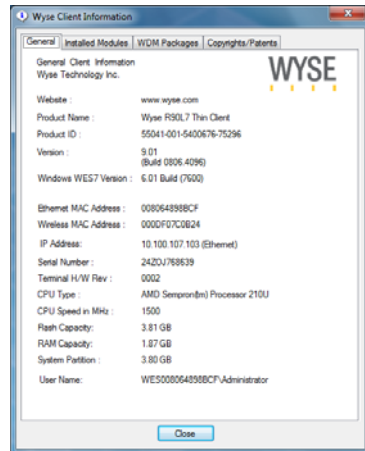 Wyse Client Information
General Installed Modules WDM Packages Copyrights/Patents
General Client Information
Wyse Technology Inc.
WYSE
Website : www.wyse.com
Product Name : Wyse R90L7 Thin Client
Product ID : 55041-001-5400676-75296
Version : 9.01
(Build 0806.4096)
Windows WES7 Version : 6.01 Build (7600)
Ethernet MAC Address : 008064898BCF
Wireless MAC Address : 000DF07C0B24
IP Address: 10.100.107.103 (Ethernet)
Serial Number : 24Z0J768639
Terminal H/W Rev : 0002
CPU Type : AMD Sempron(tm) Processor 210U
CPU Speed in MHz : 1500
Flash Capacity: 3.81 GB
RAM Capacity: 1.87 GB
System Partition : 3.80 GB
User Name: WES008064898BCF\Administrator
Close